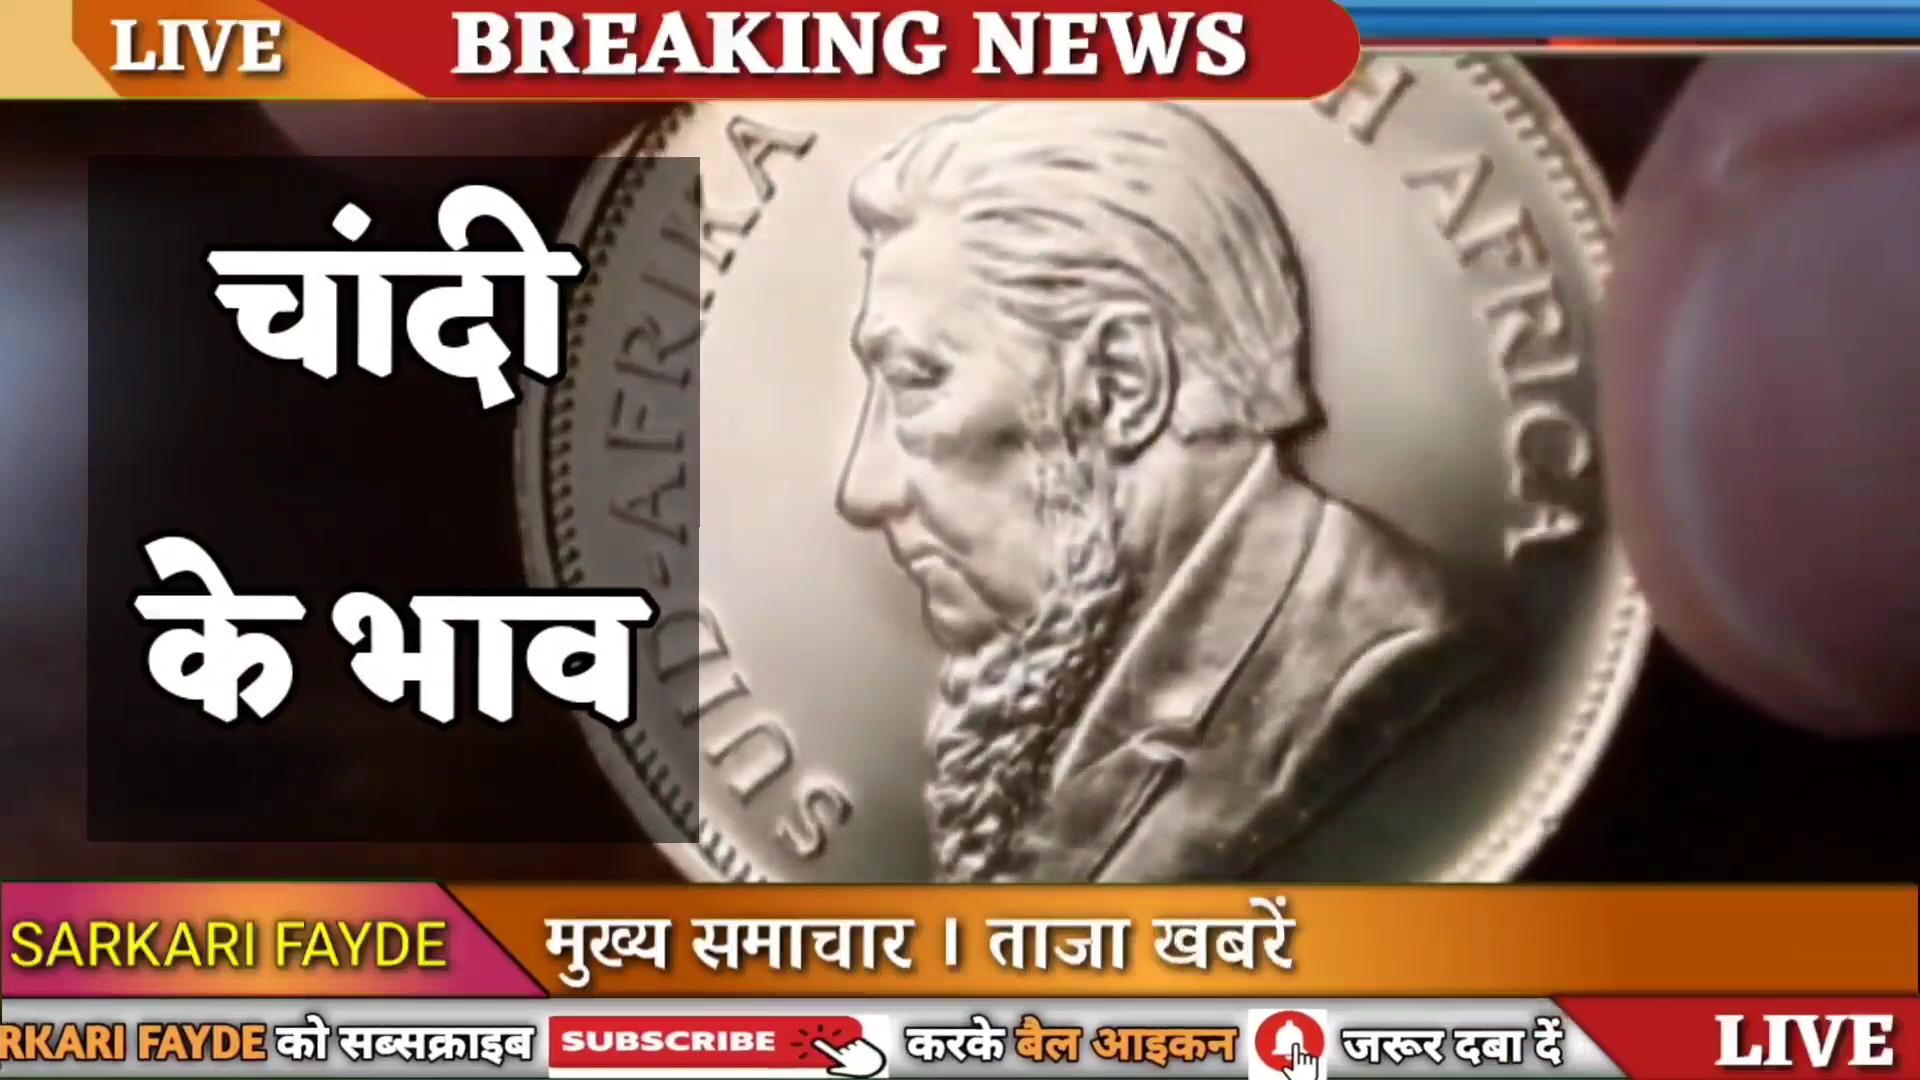 LIVE BREAKING NEWS
SUID-AFRIKA
H AFRICA
चांदी
के भाव
SARKARI FAYDE मुख्य समाचार । ताजा खबरें
RKARI FAYDE को सब्सक्राइब SUBSCRIBE करके बैल आइकन जरूर दबा दें LIVE